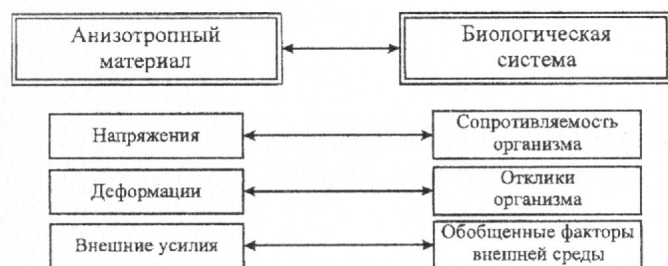 Анизотропный
материал
Биологическая
система
Напряжения
Сопротивляемость
организма
Деформации
Отклики
организма
Внешние усилия
Обобщенные факторы
внешней среды